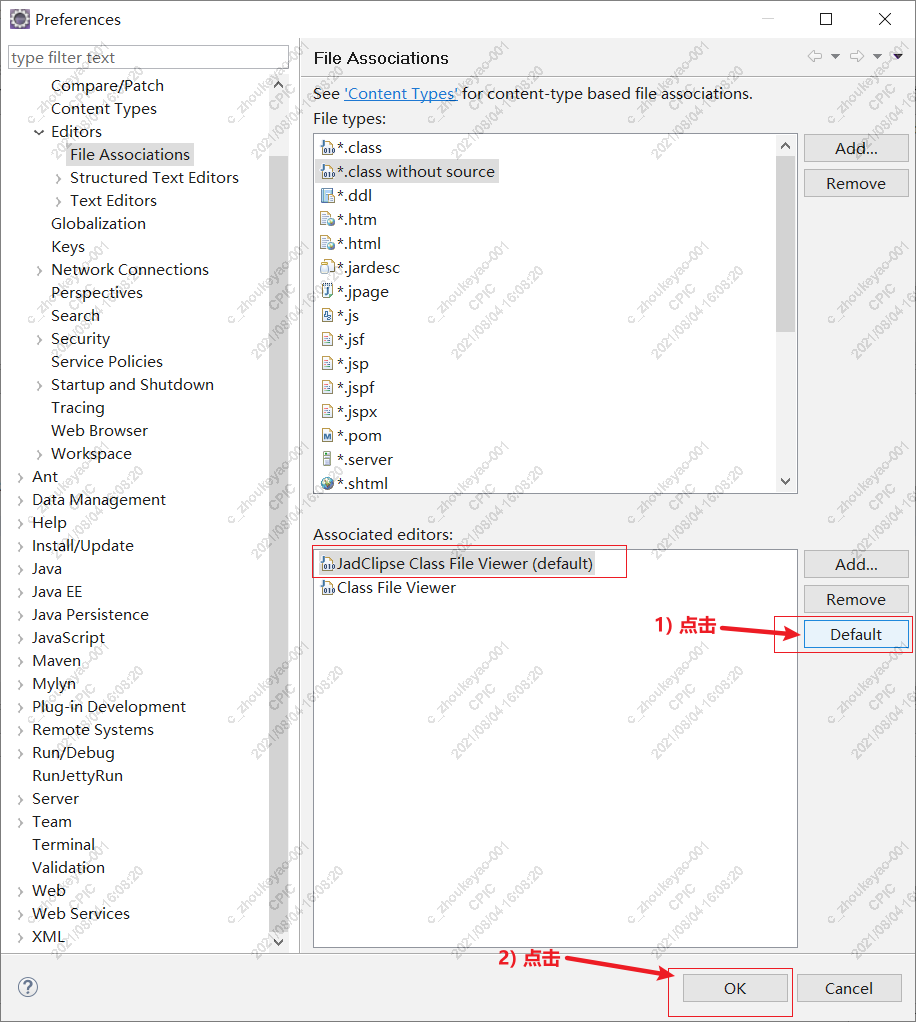 Preferences
type filter text
Compare/Patch
Content Types
Editors
File Associations
Structured Text Editors
Text Editors
Globalization
Keys
Network Connections
Perspectives
Search
Security
Service Policies
Startup and Shutdown
Tracing
Web Browser
Workspace
Ant
Data Management
Help
Install/Update
Java
Java EE
Java Persistence
JavaScript
Maven
Mylyn
Plug-in Development
Remote Systems
Run/Debug
RunJettyRun
Server
Team
Terminal
Validation
Web
Web Services
XML
File Associations
See 'Content Types' for content-type based file associations.
File types:
*.class
*.class without source
*.ddl
*.htm
*.html
*.jardesc
*.jpage
*.js
*.jsf
*.jsp
*.jspf
*.jspx
*.pom
*.server
*.shtml
Add...
Remove
Associated editors:
JadClipse Class File Viewer (default)
Class File Viewer
Add...
Remove
1) 点击
Default
2) 点击
OK
Cancel
c_zhoukeyao-001
CPIC
2021/08/04 16:08:20